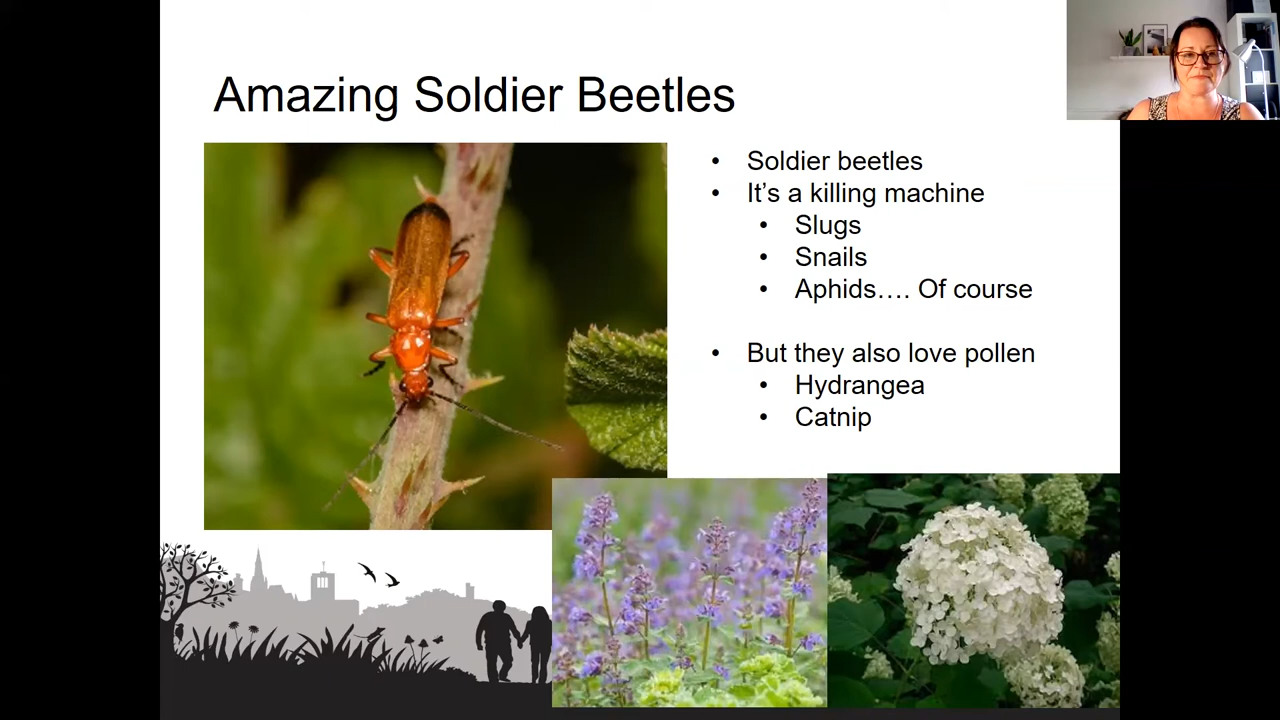 Amazing Soldier Beetles
• Soldier beetles
• It’s a killing machine
• Slugs
• Snails
• Aphids…. Of course
• But they also love pollen
• Hydrangea
• Catnip